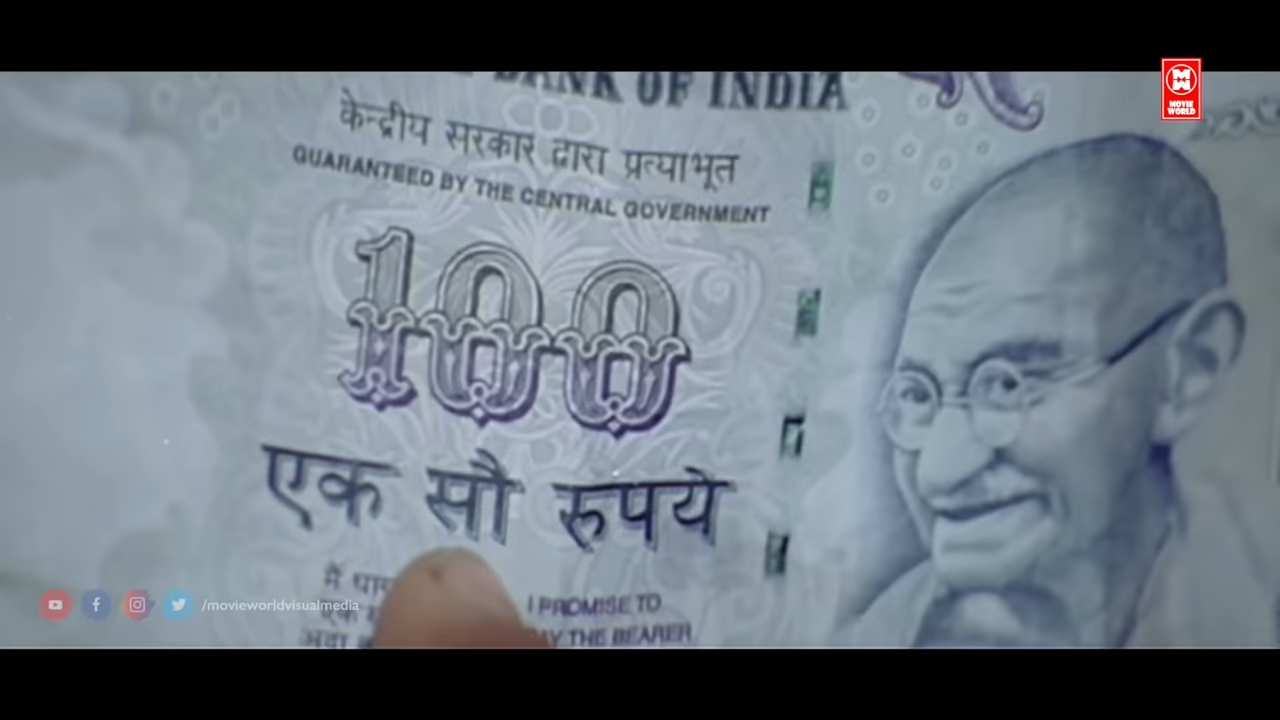 BANK OF INDIA
MOVIE
WORLD
केन्द्रीय सरकार द्वारा प्रत्याभूत
GUARANTEED BY THE CENTRAL GOVERNMENT
100
एक सौ रुपये
मैं
I PROMISE TO
THE BEARER
अदा
/movieworldvisualmedia